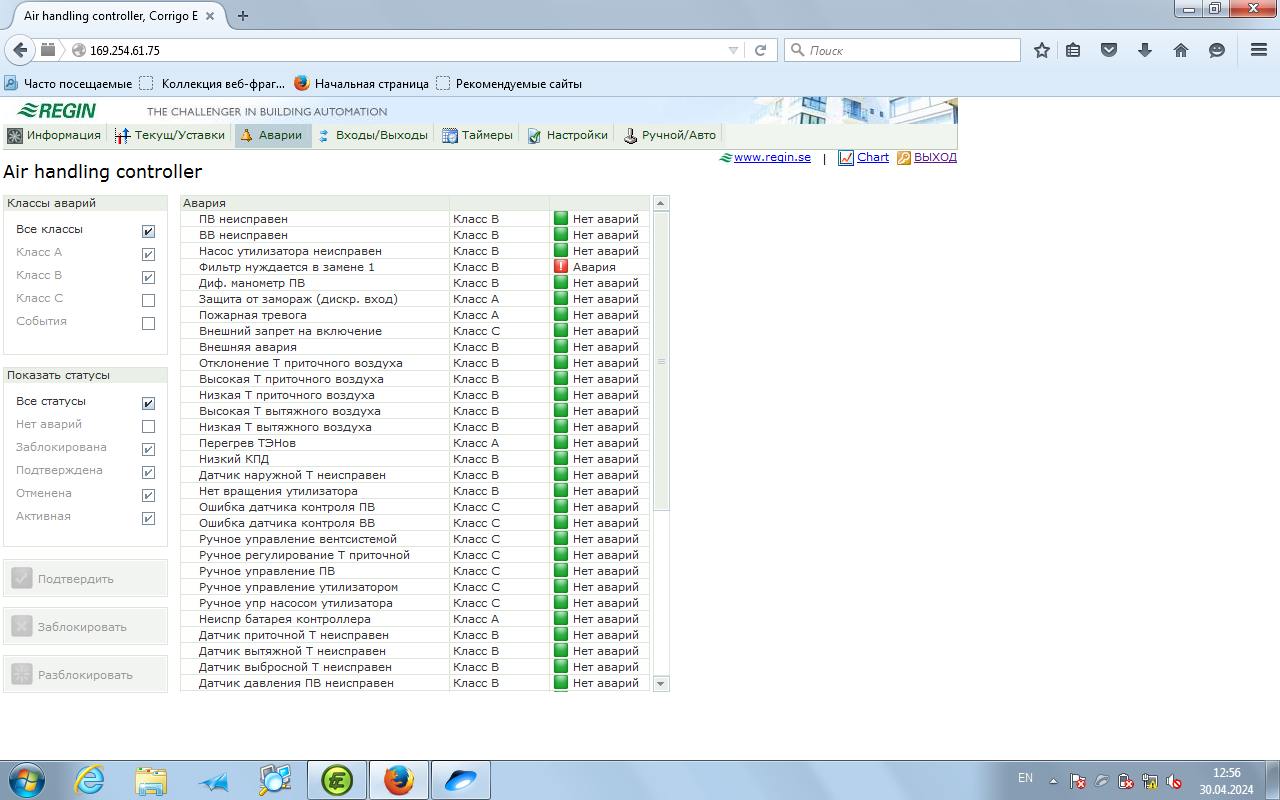 Air handling controller, Corrigo E
169.254.61.75
Поиск
Часто посещаемые Коллекция веб-фраг... Начальная страница Рекомендуемые сайты
REGIN THE CHALLENGER IN BUILDING AUTOMATION
Информация Текущ/Уставки Аварии Входы/Выходы Таймеры Настройки Ручной/Авто
www.regin.se | Chart ВЫХОД
Air handling controller
Классы аварий
Все классы
Класс A
Класс B
Класс C
События
Показать статусы
Все статусы
Нет аварий
Заблокирована
Подтверждена
Отменена
Активная
Подтвердить
Заблокировать
Разблокировать
Авария
ПВ неисправен Класс B Нет аварий
ВВ неисправен Класс B Нет аварий
Насос утилизатора неисправен Класс B Нет аварий
Фильтр нуждается в замене 1 Класс B Авария
Диф. манометр ПВ Класс B Нет аварий
Защита от замораж (дискр. вход) Класс A Нет аварий
Пожарная тревога Класс A Нет аварий
Внешний запрет на включение Класс C Нет аварий
Внешняя авария Класс B Нет аварий
Отклонение Т приточного воздуха Класс B Нет аварий
Высокая Т приточного воздуха Класс B Нет аварий
Низкая Т приточного воздуха Класс B Нет аварий
Высокая Т вытяжного воздуха Класс B Нет аварий
Низкая Т вытяжного воздуха Класс B Нет аварий
Перегрев ТЭНов Класс A Нет аварий
Низкий КПД Класс B Нет аварий
Датчик наружной Т неисправен Класс B Нет аварий
Нет вращения утилизатора Класс B Нет аварий
Ошибка датчика контроля ПВ Класс C Нет аварий
Ошибка датчика контроля ВВ Класс C Нет аварий
Ручное управление вентсистемой Класс C Нет аварий
Ручное регулирование Т приточной Класс C Нет аварий
Ручное управление ПВ Класс C Нет аварий
Ручное управление утилизатором Класс C Нет аварий
Ручное упр насосом утилизатора Класс C Нет аварий
Неиспр батарея контроллера Класс A Нет аварий
Датчик приточной Т неисправен Класс B Нет аварий
Датчик вытяжной Т неисправен Класс B Нет аварий
Датчик выбросной Т неисправен Класс B Нет аварий
Датчик давления ПВ неисправен Класс B Нет аварий
EN
12:56
30.04.2024